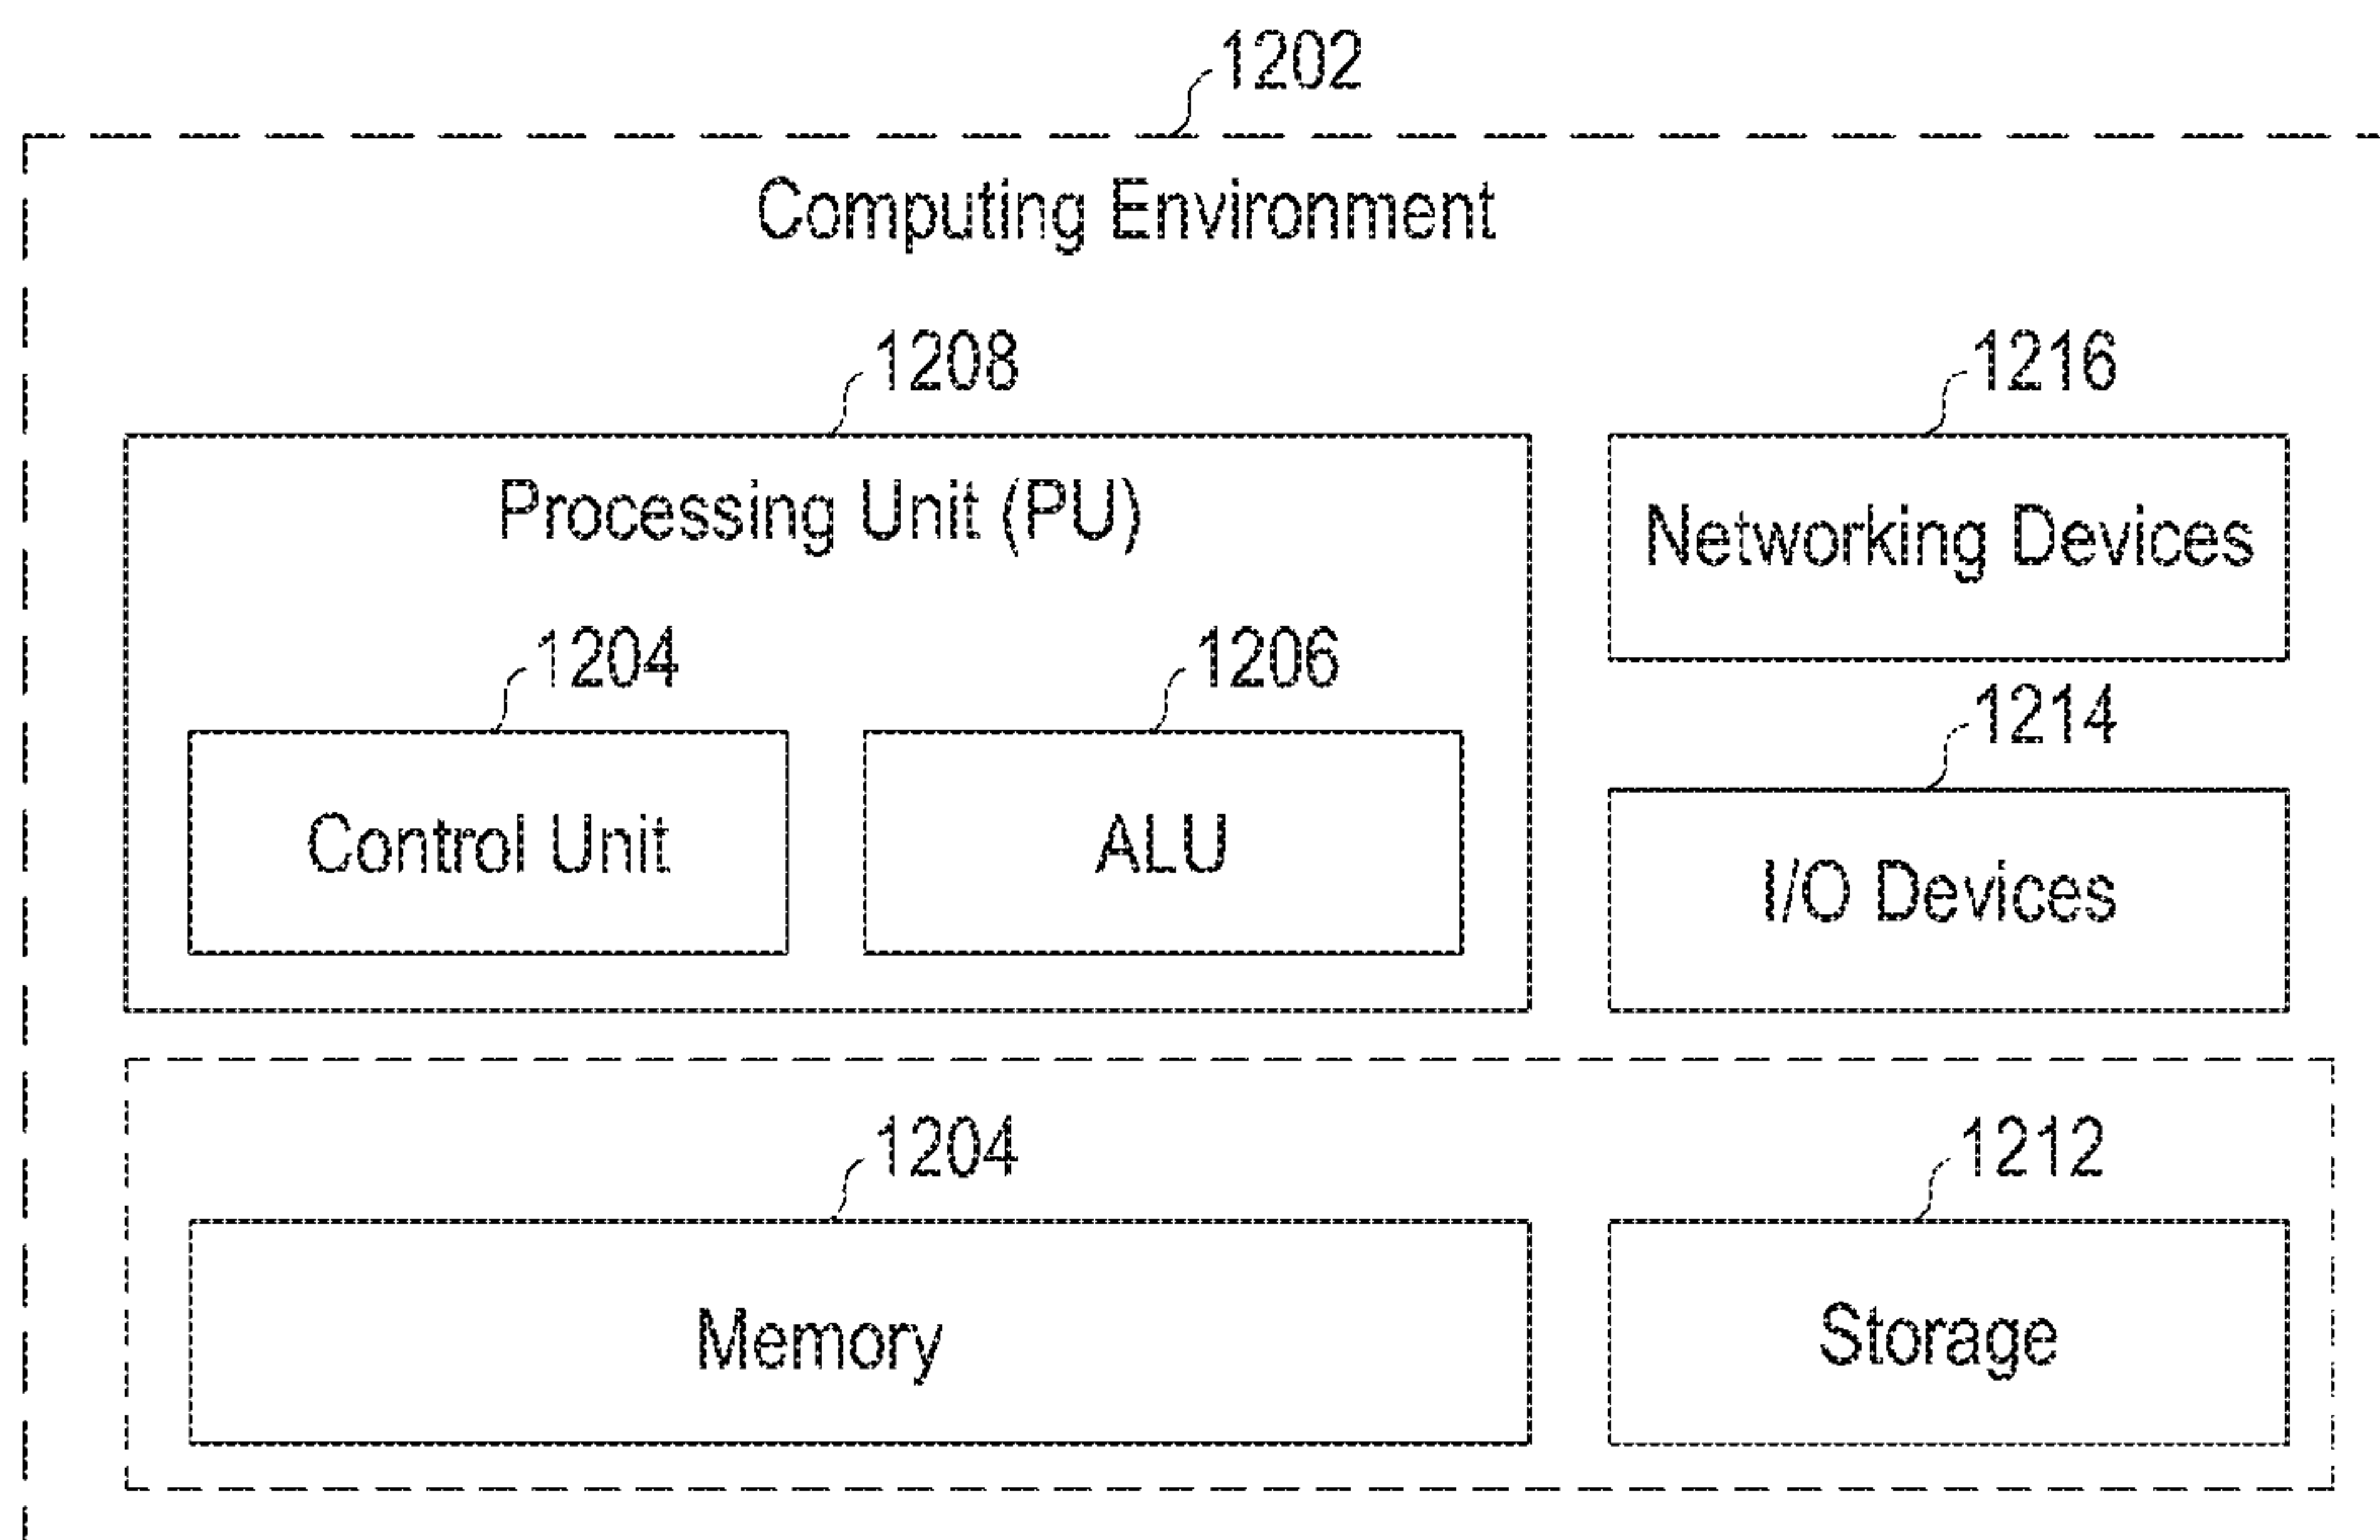 1202
Computing Environment
1208
Processing Unit (PU)
1204
Control Unit
1206
ALU
1216
Networking Devices
1214
I/O Devices
1204
Memory
1212
Storage